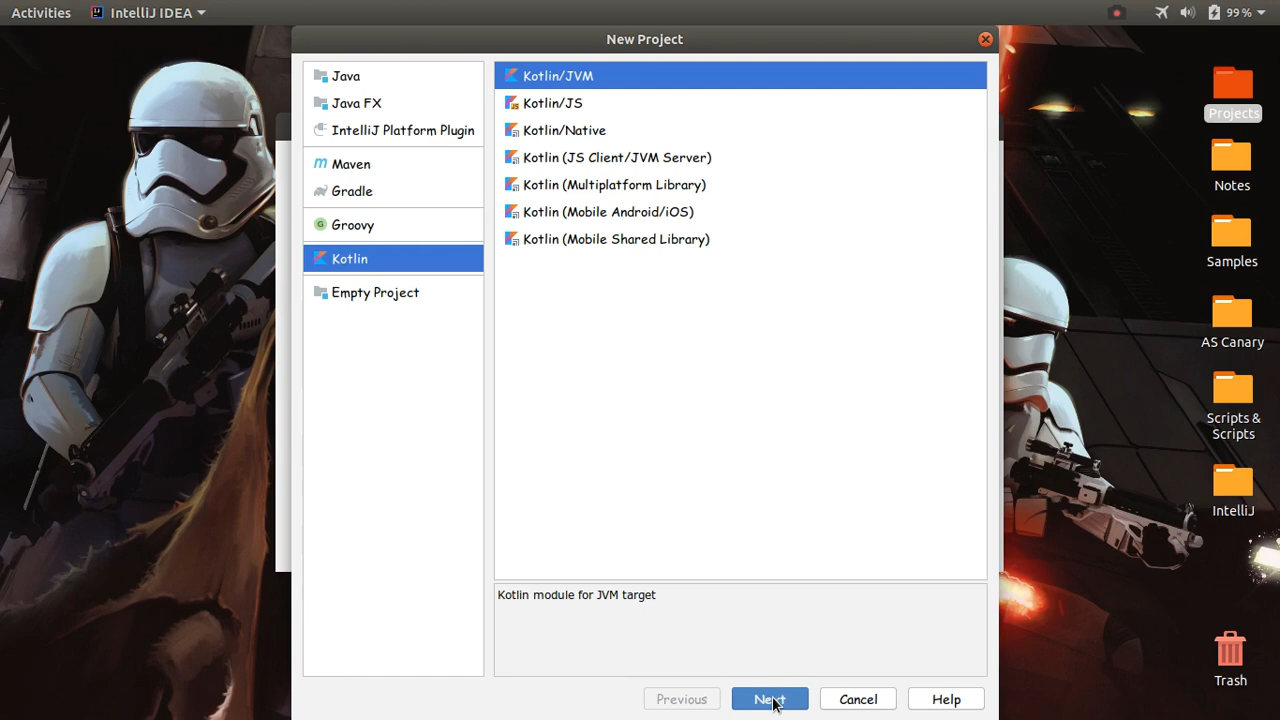 Activities IntelliJ IDEA 99 %
New Project
Java
Java FX
IntelliJ Platform Plugin
Maven
Gradle
Groovy
Kotlin
Empty Project
Kotlin/JVM
Kotlin/JS
Kotlin/Native
Kotlin (JS Client/JVM Server)
Kotlin (Multiplatform Library)
Kotlin (Mobile Android/iOS)
Kotlin (Mobile Shared Library)
Kotlin module for JVM target
Previous Next Cancel Help
Projects
Notes
Samples
AS Canary
Scripts &
Scripts
IntelliJ
Trash